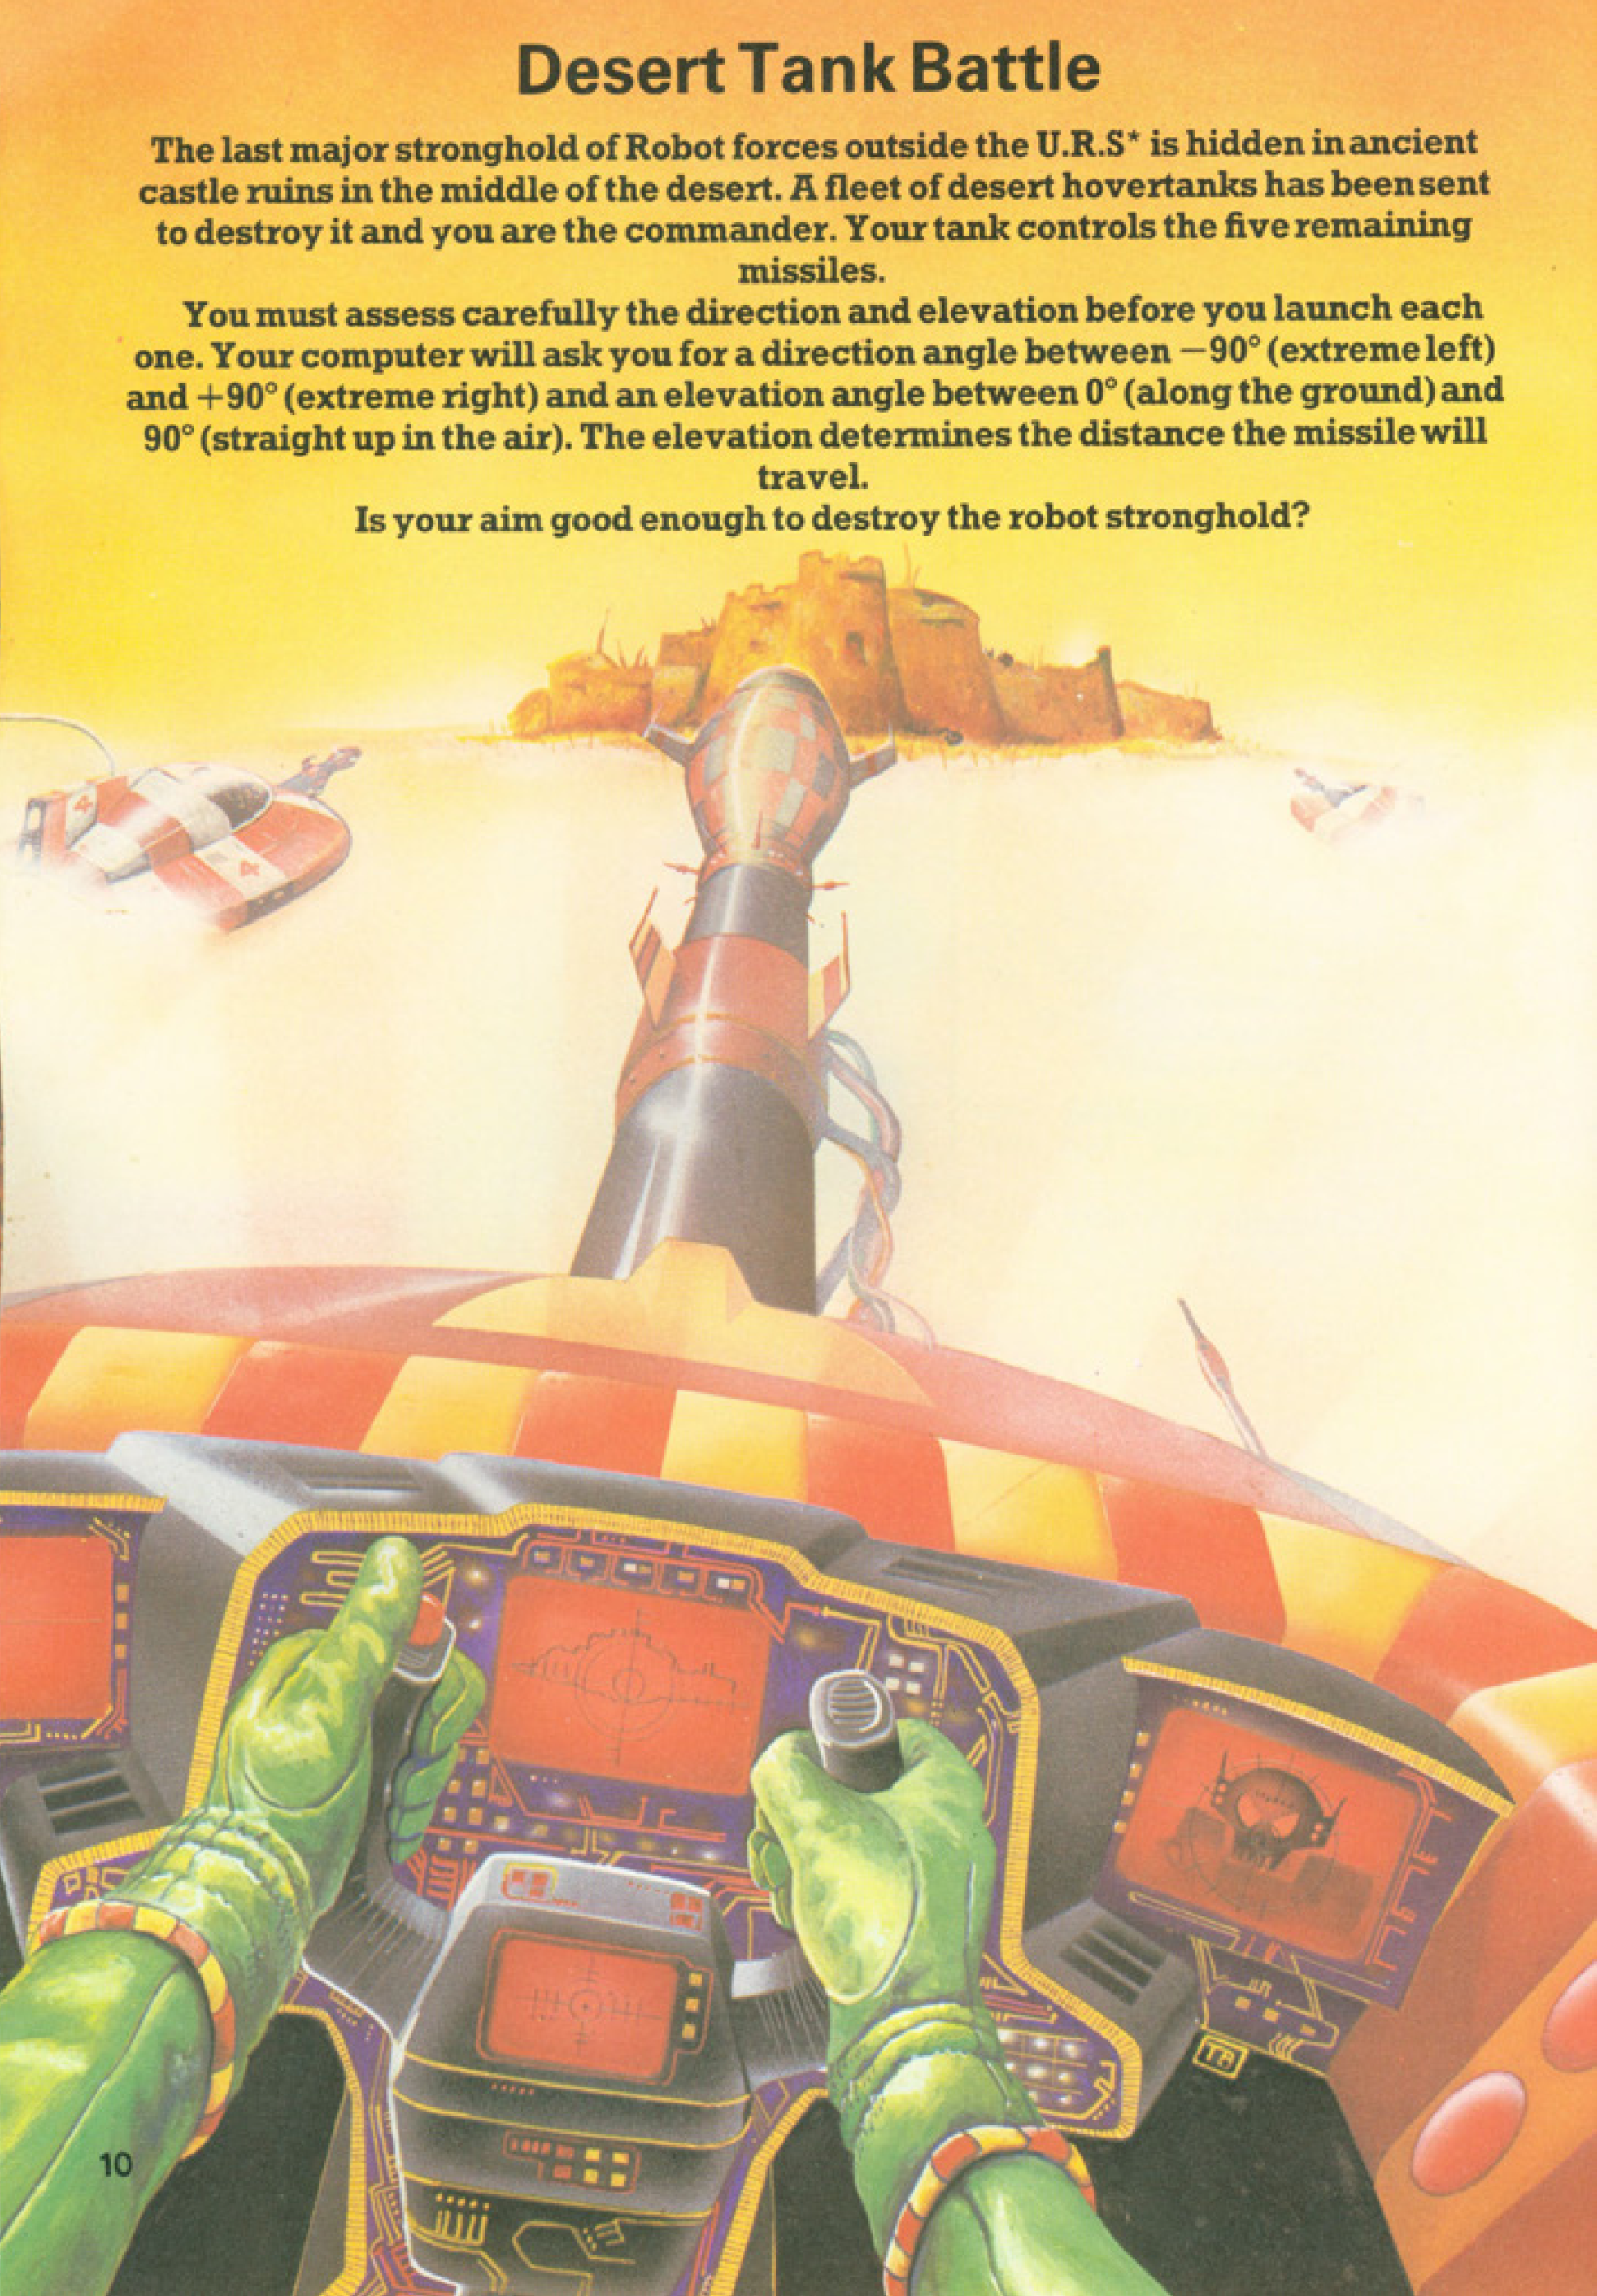 Desert Tank Battle
The last major stronghold of Robot forces outside the U.R.S* is hidden in ancient
castle ruins in the middle of the desert. A fleet of desert hovertanks has been sent
to destroy it and you are the commander. Your tank controls the five remaining
missiles.
You must assess carefully the direction and elevation before you launch each
one. Your computer will ask you for a direction angle between −90° (extreme left)
and +90° (extreme right) and an elevation angle between 0° (along the ground) and
90° (straight up in the air). The elevation determines the distance the missile will
travel.
Is your aim good enough to destroy the robot stronghold?
4
4
TB
10